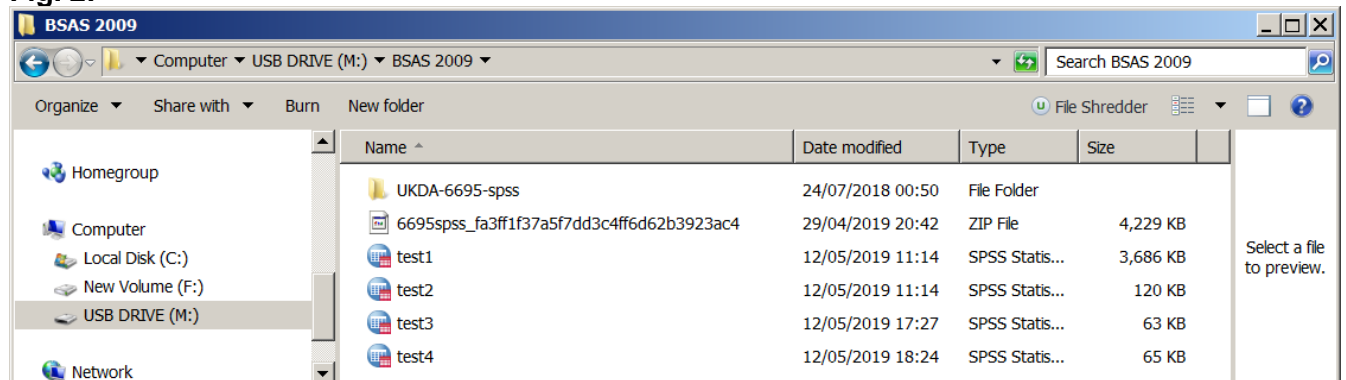 BSAS 2009
Computer USB DRIVE (M:) BSAS 2009 Search BSAS 2009
Organize Share with Burn New folder File Shredder
Name Date modified Type Size
Homegroup
Computer
Local Disk (C:)
New Volume (F:)
USB DRIVE (M:)
Network
UKDA-6695-spss 24/07/2018 00:50 File Folder
6695spss_fa3ff1f37a5f7dd3c4ff6d62b3923ac4 29/04/2019 20:42 ZIP File 4,229 KB
test1 12/05/2019 11:14 SPSS Statis... 3,686 KB
test2 12/05/2019 11:14 SPSS Statis... 120 KB
test3 12/05/2019 17:27 SPSS Statis... 63 KB
test4 12/05/2019 18:24 SPSS Statis... 65 KB
Select a file
to preview.